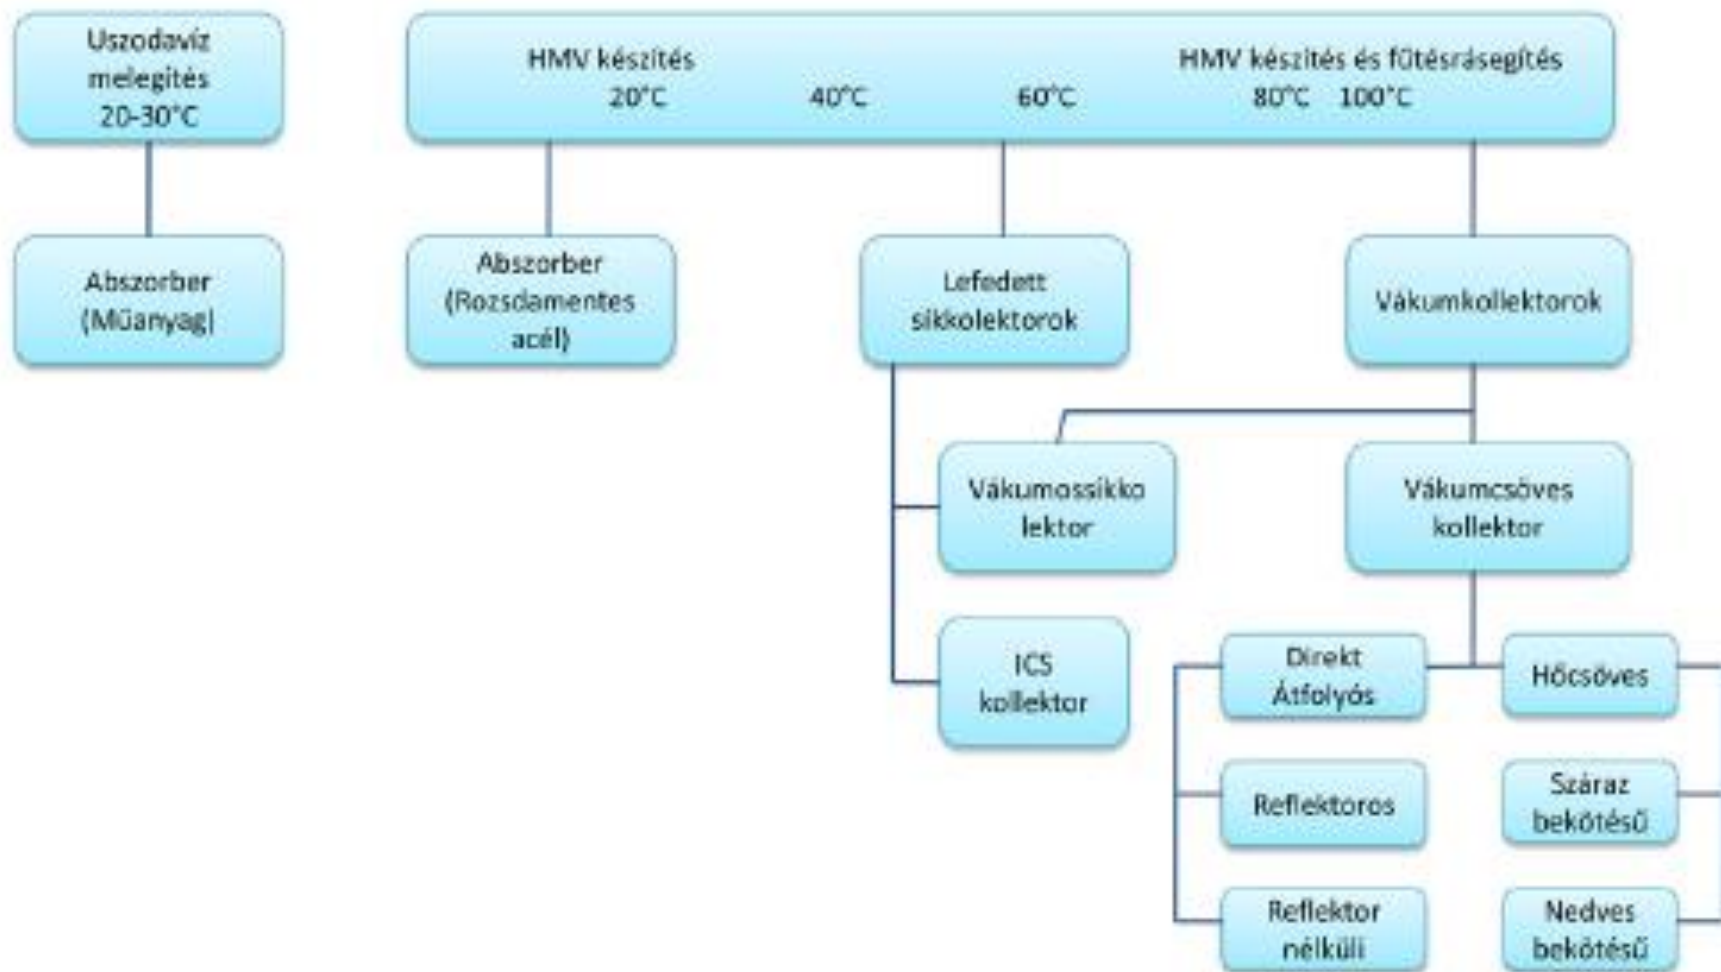 Uszodavíz
melegítés
20-30°C
HMV készítés
HMV készítés és fűtésrásegítés
20°C 40°C 60°C 80°C 100°C
Abszorber
(Műanyag)
Abszorber
(Rozsdamentes
acél)
Lefedett
síkkolektorok
Vákumkollektorok
Vákumossíkko
lektor
Vákumcsöves
kollektor
ICS
kollektor
Direkt
Átfolyós
Hőcsöves
Reflektoros
Száraz
bekötésű
Reflektor
nélküli
Nedves
bekötésű